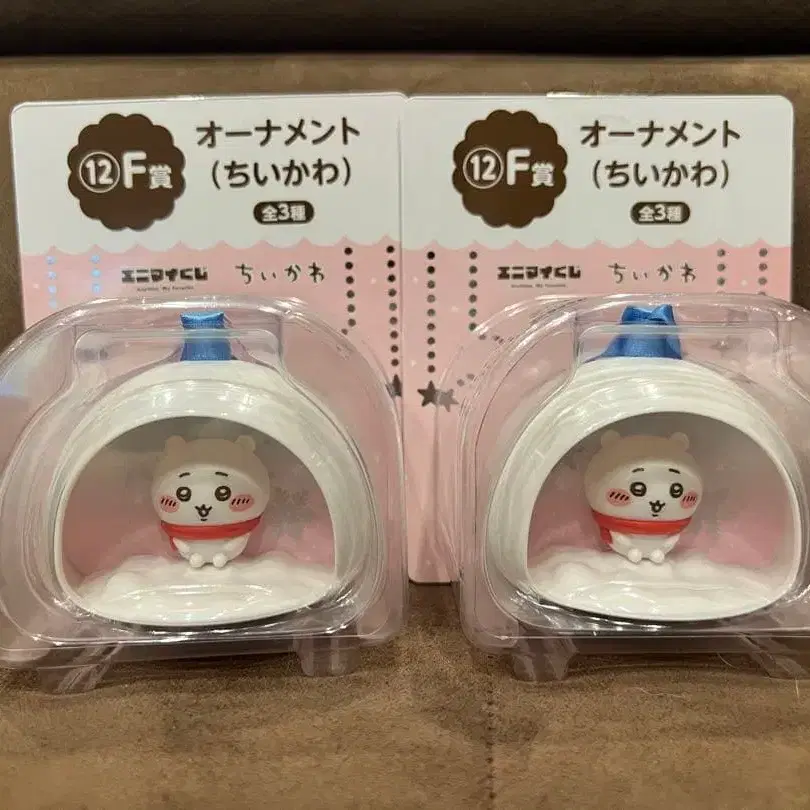 ⑫F賞
オーナメント
(ちいかわ)
全3種
エニマイくじ
ちいかわ
⑫F賞
オーナメント
(ちいかわ)
全3種
エニマイくじ
ちいかわ